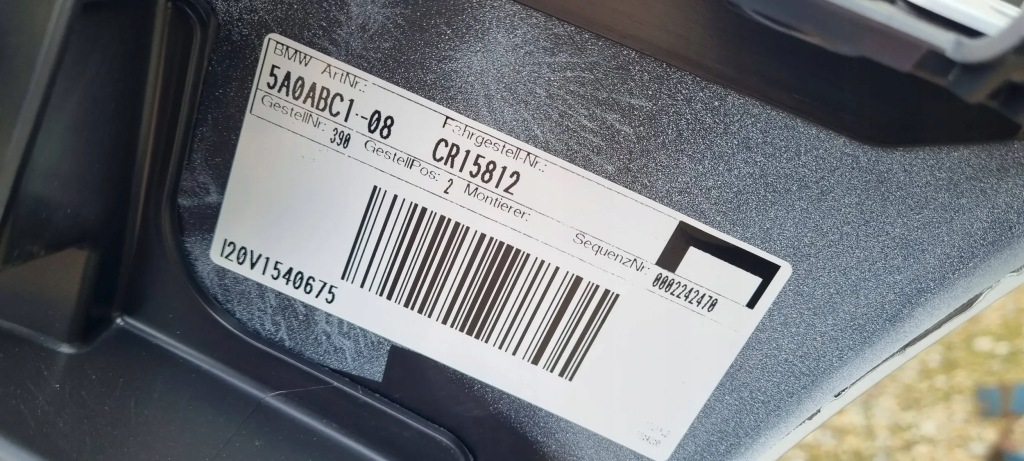 BMW ArtNr.:
5A0ABC1-08
Fahrgestell-Nr.:
CR15812
GestellNr: 390 GestellPos: 2 Montierer:
SequenzNr: 0002242470
I20V1540675